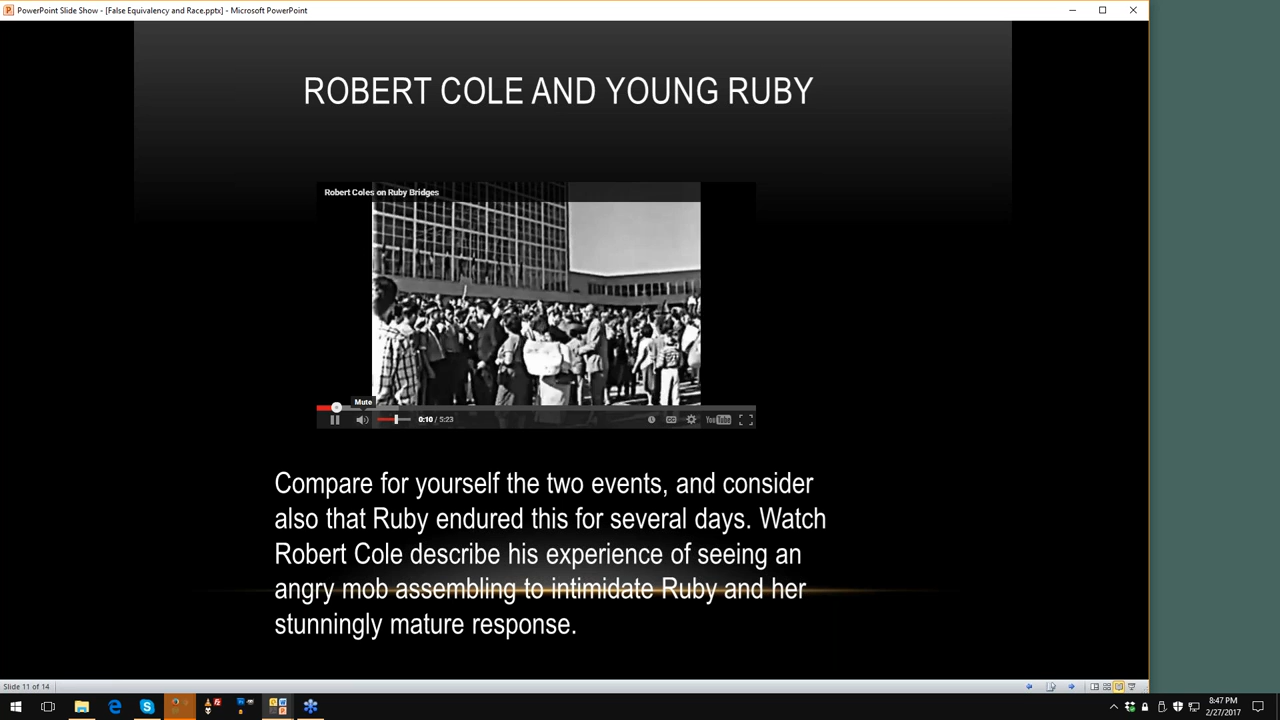 PowerPoint Slide Show - [False Equivalency and Race.pptx] - Microsoft PowerPoint
ROBERT COLE AND YOUNG RUBY
Robert Coles on Ruby Bridges
Mute
0:10 / 5:23
CC
YouTube
Compare for yourself the two events, and consider
also that Ruby endured this for several days. Watch
Robert Cole describe his experience of seeing an
angry mob assembling to intimidate Ruby and her
stunningly mature response.
Slide 11 of 14
8:47 PM
2/27/2017